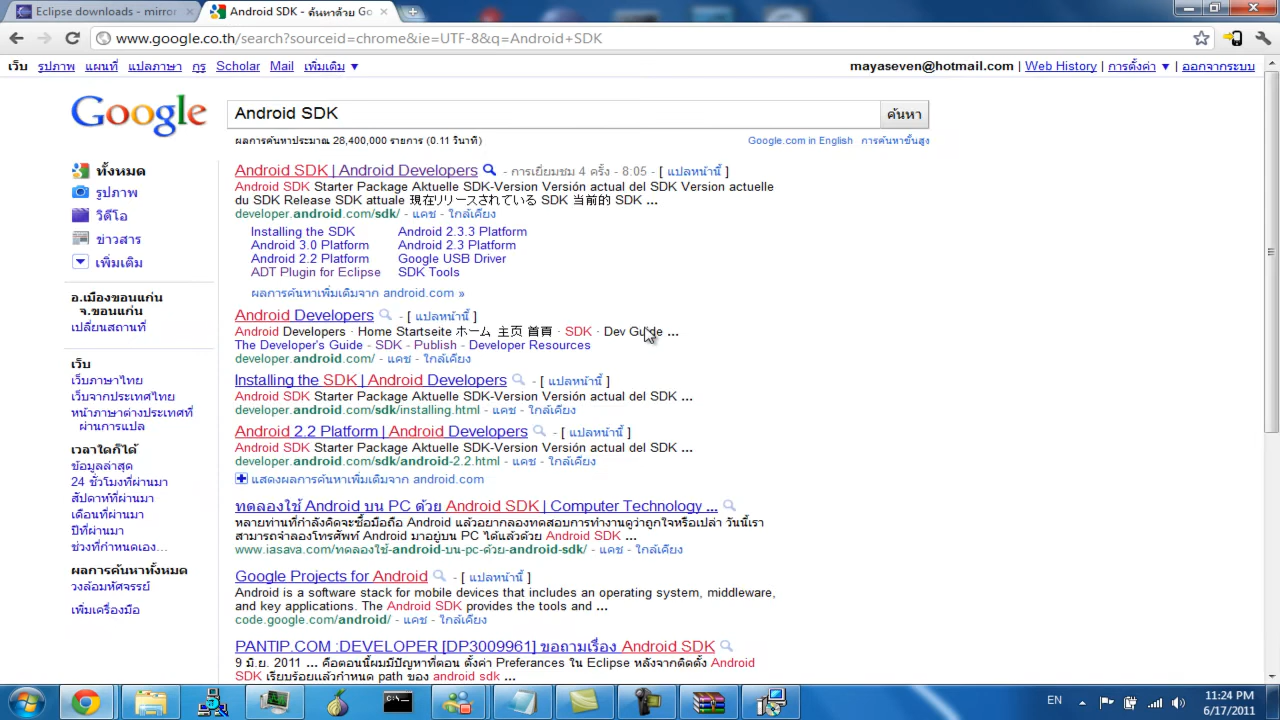 Eclipse downloads - mirror
Android SDK - ค้นหาด้วย Go
www.google.co.th/search?sourceid=chrome&ie=UTF-8&q=Android+SDK
เว็บ รูปภาพ แผนที่ แปลภาษา กูรู Scholar Mail เพิ่มเติม ▼
mayaseven@hotmail.com | Web History | การตั้งค่า ▼ | ออกจากระบบ
Google
Android SDK
ค้นหา
ผลการค้นหาประมาณ 28,400,000 รายการ (0.11 วินาที)
Google.com in English การค้นหาขั้นสูง
ทั้งหมด
รูปภาพ
วิดีโอ
ข่าวสาร
เพิ่มเติม
อ.เมืองขอนแก่น
จ.ขอนแก่น
เปลี่ยนสถานที่
เว็บ
เว็บภาษาไทย
เว็บจากประเทศไทย
หน้าภาษาต่างประเทศที่
ผ่านการแปล
เวลาใดก็ได้
ข้อมูลล่าสุด
24 ชั่วโมงที่ผ่านมา
สัปดาห์ที่ผ่านมา
เดือนที่ผ่านมา
ปีที่ผ่านมา
ช่วงที่กำหนดเอง...
ผลการค้นหาทั้งหมด
วงล้อมหัศจรรย์
เพิ่มเครื่องมือ
Android SDK | Android Developers - การเยี่ยมชม 4 ครั้ง - 8:05 - [ แปลหน้านี้ ]
Android SDK Starter Package Aktuelle SDK-Version Versión actual del SDK Version actuelle
du SDK Release SDK attuale 現在リリースされている SDK 当前的 SDK ...
developer.android.com/sdk/ - แคช - ใกล้เคียง
Installing the SDK Android 2.3.3 Platform
Android 3.0 Platform Android 2.3 Platform
Android 2.2 Platform Google USB Driver
ADT Plugin for Eclipse SDK Tools
ผลการค้นหาเพิ่มเติมจาก android.com »
Android Developers - [ แปลหน้านี้ ]
Android Developers · Home Startseite ホーム 主页 首頁 · SDK · Dev Guide ...
The Developer's Guide - SDK - Publish - Developer Resources
developer.android.com/ - แคช - ใกล้เคียง
Installing the SDK | Android Developers - [ แปลหน้านี้ ]
Android SDK Starter Package Aktuelle SDK-Version Versión actual del SDK ...
developer.android.com/sdk/installing.html - แคช - ใกล้เคียง
Android 2.2 Platform | Android Developers - [ แปลหน้านี้ ]
Android SDK Starter Package Aktuelle SDK-Version Versión actual del SDK ...
developer.android.com/sdk/android-2.2.html - แคช - ใกล้เคียง
แสดงผลการค้นหาเพิ่มเติมจาก android.com
ทดลองใช้ Android บน PC ด้วย Android SDK | Computer Technology ...
หลายท่านที่กำลังคิดจะซื้อมือถือ Android แล้วอยากลองทดสอบการทำงานดูว่าถูกใจหรือเปล่า วันนี้เรา
สามารถจำลองโทรศัพท์ Android มาอยู่บน PC ได้แล้วด้วย Android SDK ...
www.iasava.com/ทดลองใช้-android-บน-pc-ด้วย-android-sdk/ - แคช - ใกล้เคียง
Google Projects for Android - [ แปลหน้านี้ ]
Android is a software stack for mobile devices that includes an operating system, middleware,
and key applications. The Android SDK provides the tools and ...
code.google.com/android/ - แคช - ใกล้เคียง
PANTIP.COM :DEVELOPER [DP3009961] ขอถามเรื่อง Android SDK
9 มิ.ย. 2011 ... คือตอนนี้ผมมีปัญหาที่ตอน ตั้งค่า Preferances ใน Eclipse หลังจากติดตั้ง Android
SDK เรียบร้อยแล้วกำหนด path ของ android sdk ...
EN
11:24 PM
6/17/2011